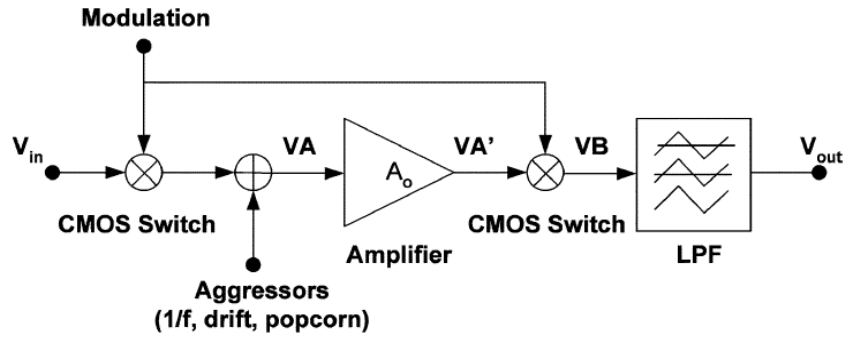 Modulation
V_in
VA
A_o
VA'
VB
V_out
CMOS Switch
Amplifier
CMOS Switch
LPF
Aggressors
(1/f, drift, popcorn)